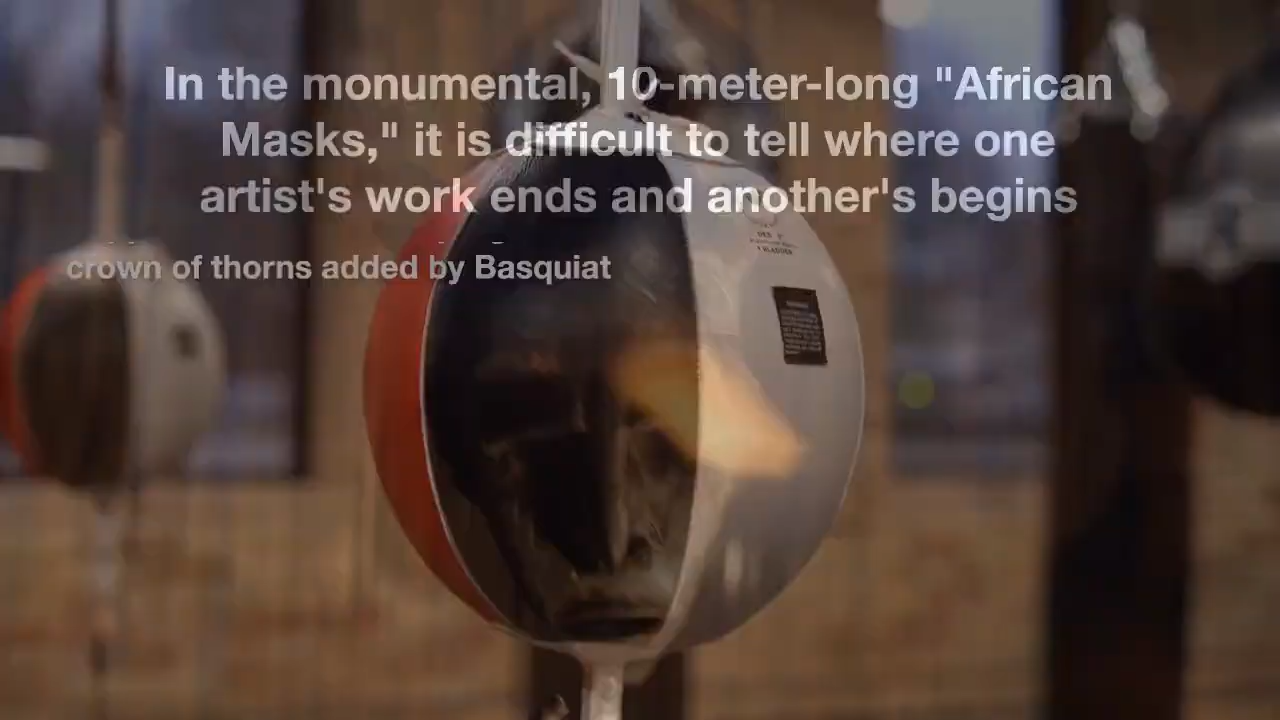 In the monumental, 10-meter-long "African
Masks," it is difficult to tell where one
artist's work ends and another's begins
crown of thorns added by Basquiat